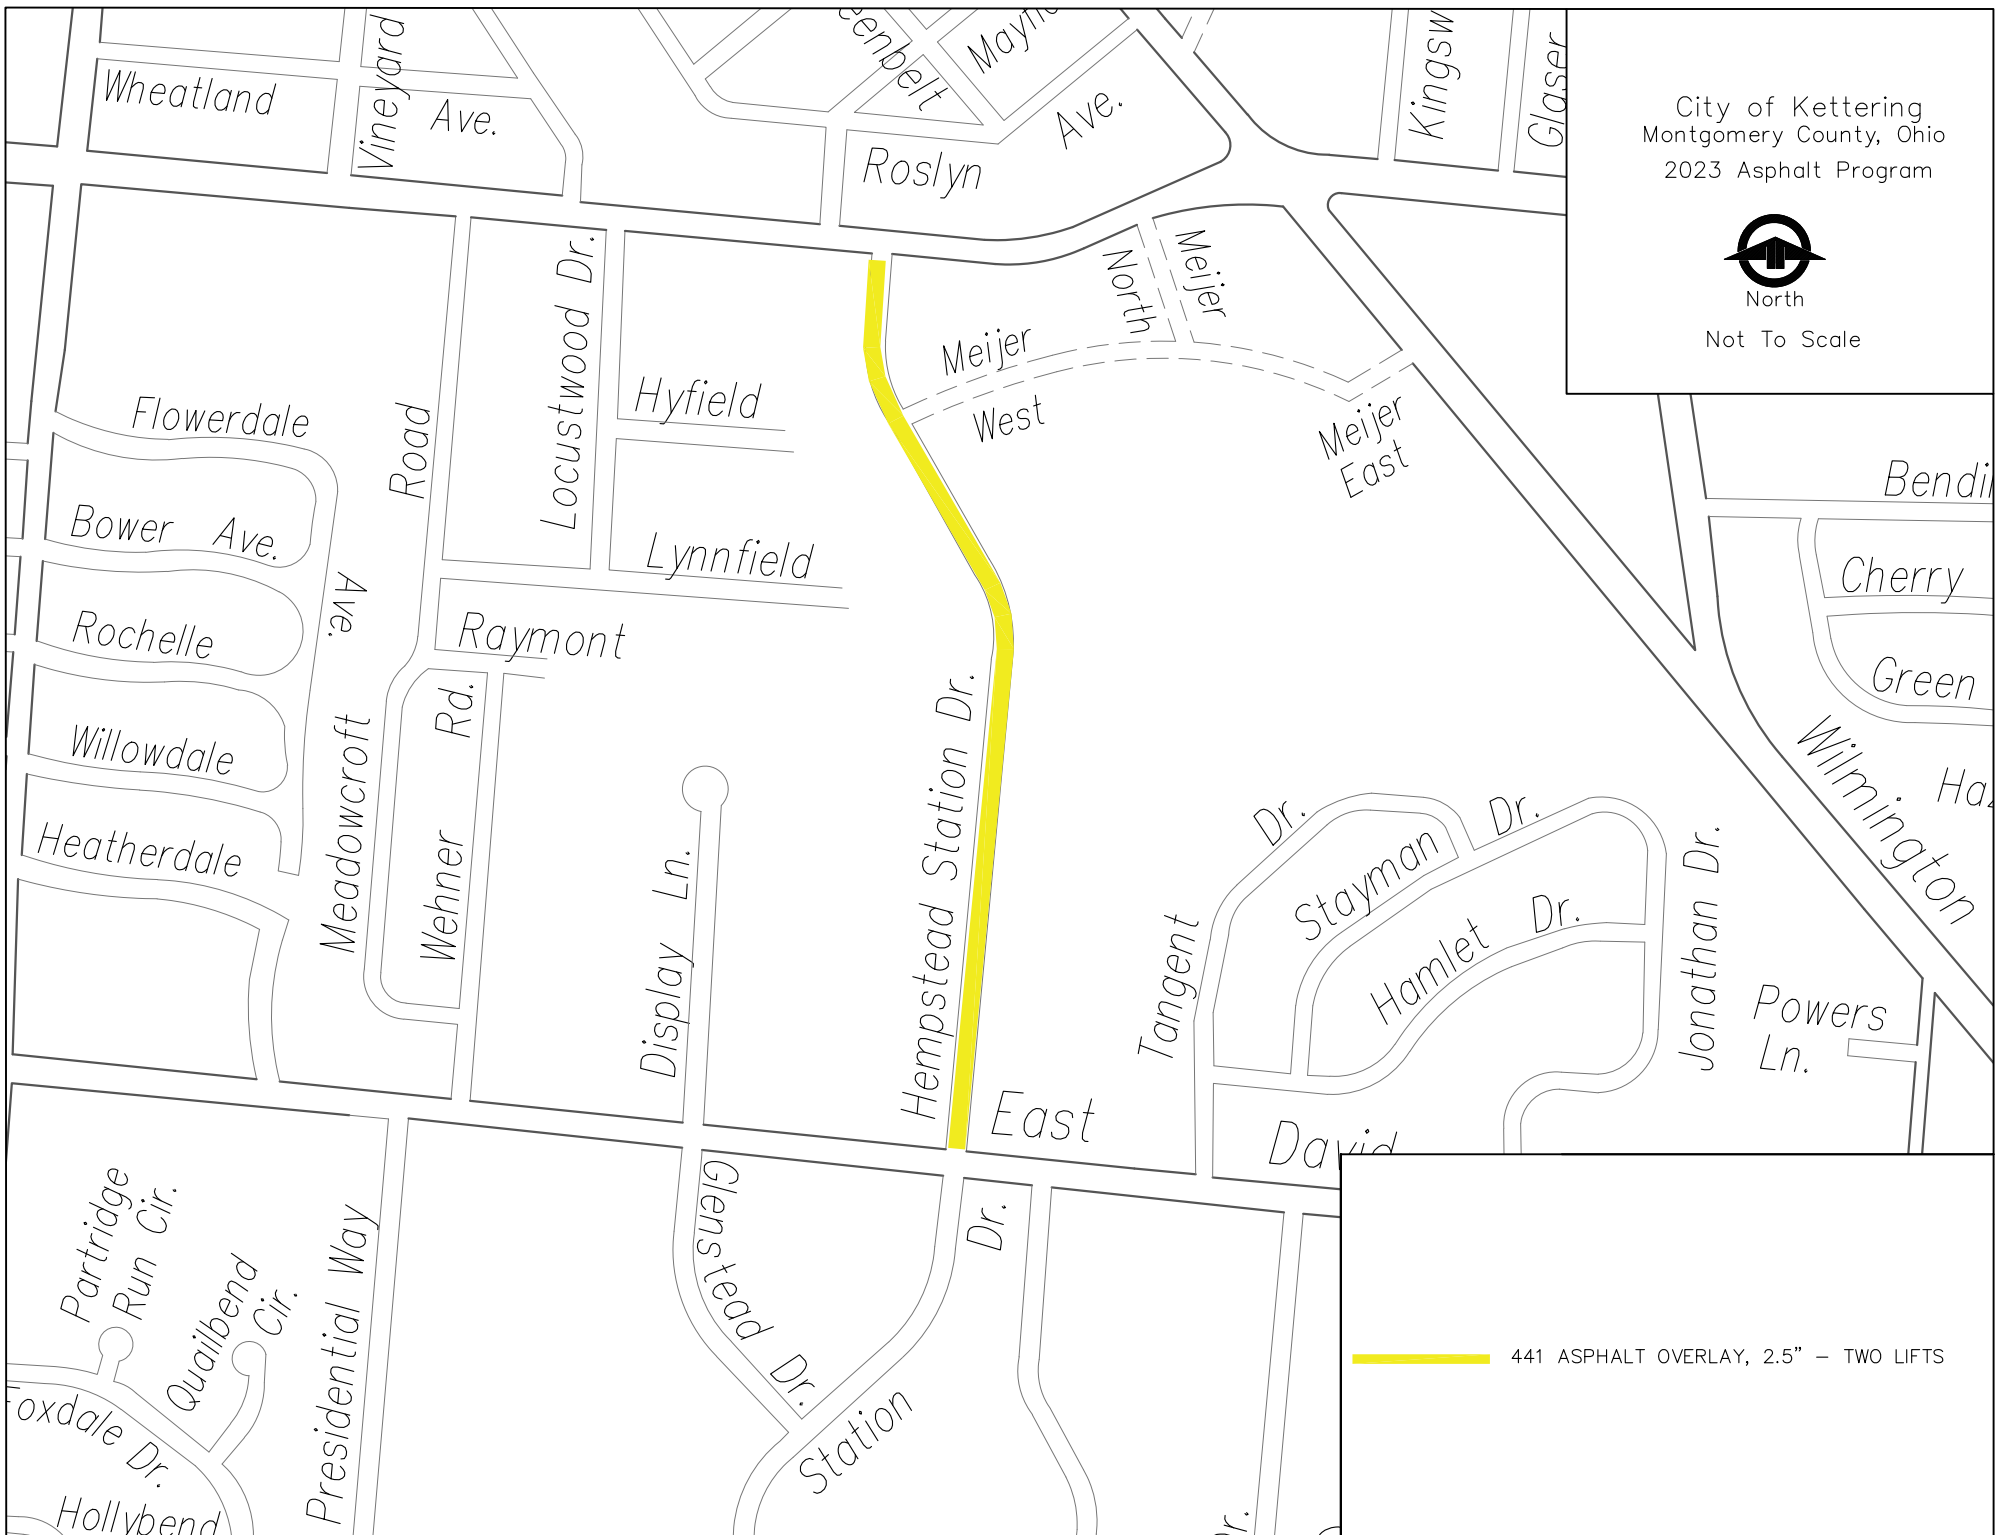 City of Kettering
Montgomery County, Ohio
2023 Asphalt Program
North
Not To Scale
Wheatland
Vineyard
Ave.
Roslyn
Ave.
Locustwood Dr.
Hyfield
Lynnfield
Raymont
Road
Meadowcroft
Wehner Rd.
Flowerdale
Ave.
Bower Ave.
Rochelle
Willowdale
Heatherdale
Meijer
North
Meijer
West
Meijer
East
Cherry
Green
Wilmington
Hempstead Station Dr.
Display Ln.
Tangent Dr.
Stayman Dr.
Hamlet Dr.
Jonathan Dr.
Powers
Ln.
East
David
Dr.
Glenstead Dr.
Station
Partridge
Run Cir.
Quailbend
Cir.
Presidential Way
Foxdale Dr.
Hollybend
Dr.
441 ASPHALT OVERLAY, 2.5” – TWO LIFTS